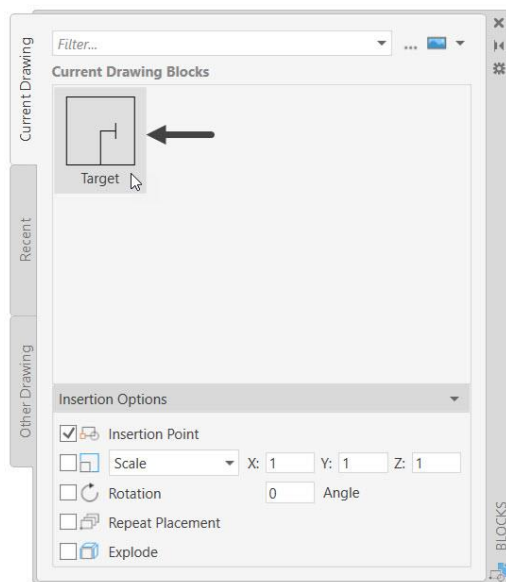 Filter...
...
Current Drawing Blocks
Target
Insertion Options
Insertion Point
Scale X: 1 Y: 1 Z: 1
Rotation 0 Angle
Repeat Placement
Explode
Current Drawing
Recent
Other Drawing
BLOCKS